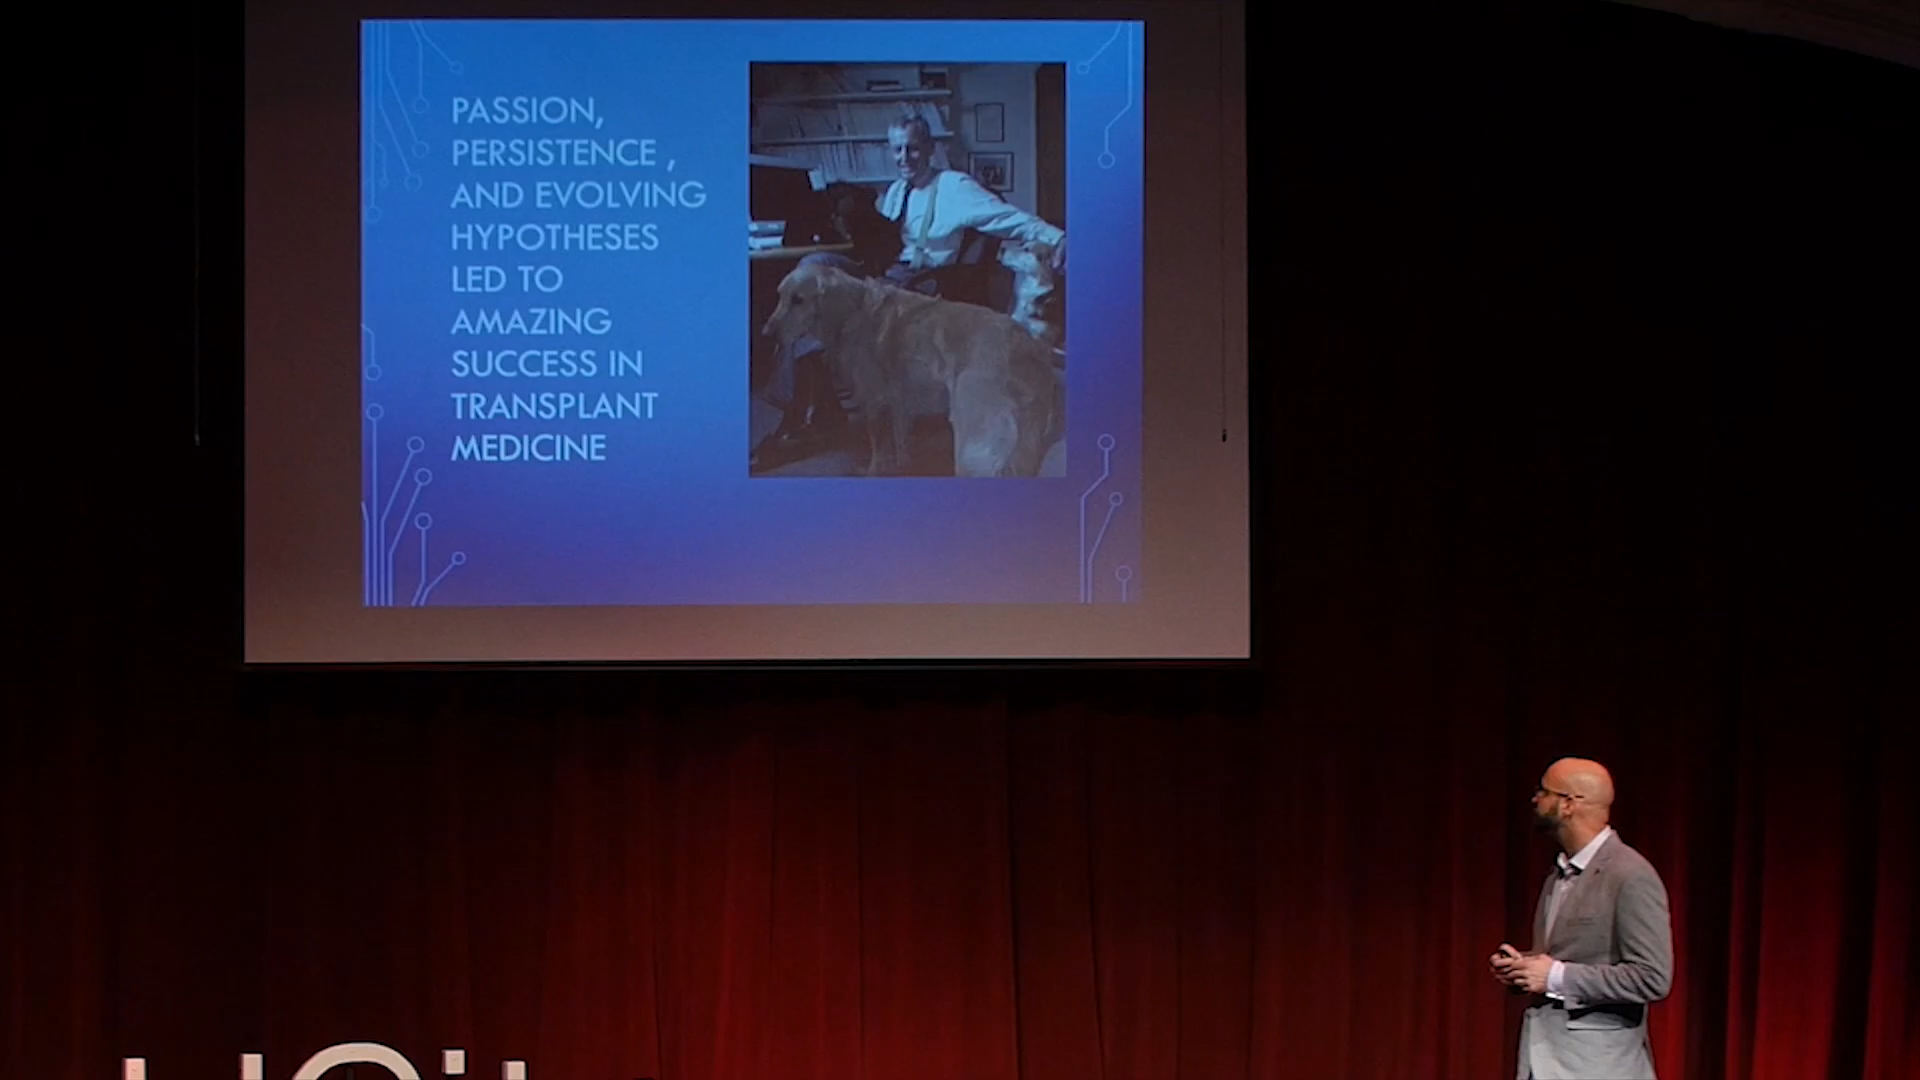 PASSION,
PERSISTENCE ,
AND EVOLVING
HYPOTHESES
LED TO
AMAZING
SUCCESS IN
TRANSPLANT
MEDICINE